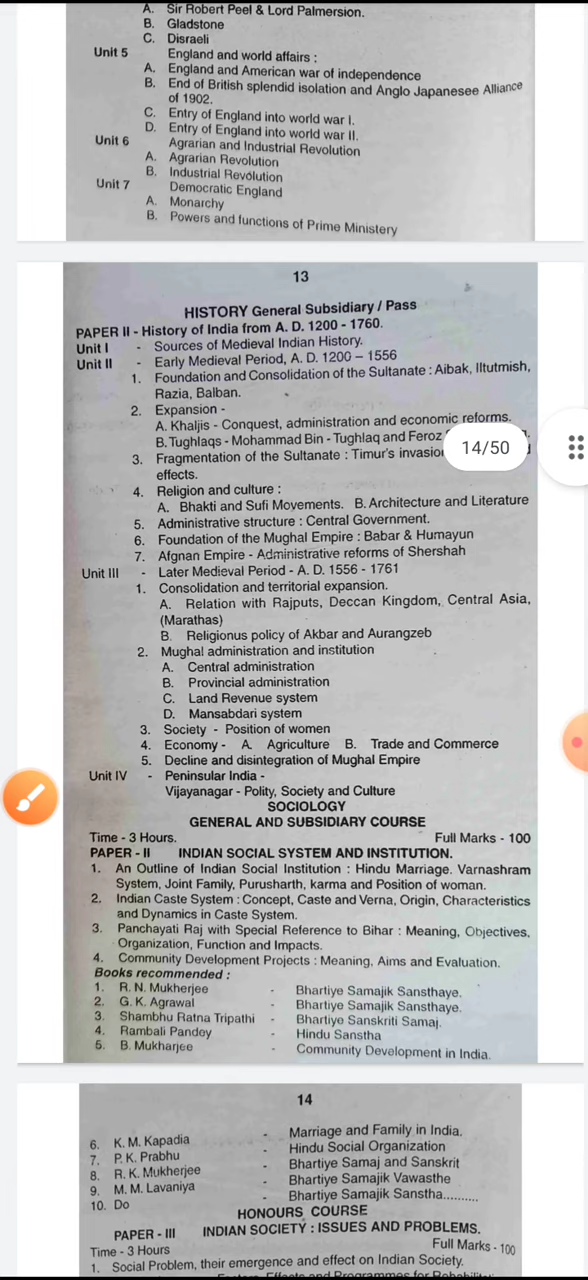 A. Sir Robert Peel & Lord Palmersion.
B. Gladstone
C. Disraeli
Unit 5 England and world affairs :
A. England and American war of independence
B. End of British splendid isolation and Anglo Japanesee Alliance
of 1902.
C. Entry of England into world war I.
D. Entry of England into world war II.
Unit 6 Agrarian and Industrial Revolution
A. Agrarian Revolution
B. Industrial Revolution
Unit 7 Democratic England
A. Monarchy
B. Powers and functions of Prime Ministery
13
HISTORY General Subsidiary / Pass
PAPER II - History of India from A. D. 1200 - 1760.
Unit I - Sources of Medieval Indian History.
Unit II - Early Medieval Period, A. D. 1200 – 1556
1. Foundation and Consolidation of the Sultanate : Aibak, Iltutmish,
Razia, Balban.
2. Expansion -
A. Khaljis - Conquest, administration and economic reforms.
B. Tughlaqs - Mohammad Bin - Tughlaq and Feroz
14/50
3. Fragmentation of the Sultanate : Timur's
effects.
4. Religion and culture :
A. Bhakti and Sufi Movements. B. Architecture and Literature
5. Administrative structure : Central Government.
6. Foundation of the Mughal Empire : Babar & Humayun
7. Afgnan Empire - Administrative reforms of Shershah
Unit III - Later Medieval Period - A. D. 1556 - 1761
1. Consolidation and territorial expansion.
A. Relation with Rajputs, Deccan Kingdom, Central Asia,
(Marathas)
B. Religionus policy of Akbar and Aurangzeb
2. Mughal administration and institution
A. Central administration
B. Provincial administration
C. Land Revenue system
D. Mansabdari system
3. Society - Position of women
4. Economy - A. Agriculture B. Trade and Commerce
5. Decline and disintegration of Mughal Empire
Unit IV - Peninsular India -
Vijayanagar - Polity, Society and Culture
SOCIOLOGY
GENERAL AND SUBSIDIARY COURSE
Time - 3 Hours. Full Marks - 100
PAPER - II INDIAN SOCIAL SYSTEM AND INSTITUTION.
1. An Outline of Indian Social Institution : Hindu Marriage. Varnashram
System, Joint Family, Purusharth, karma and Position of woman.
2. Indian Caste System : Concept, Caste and Verna, Origin, Characteristics
and Dynamics in Caste System.
3. Panchayati Raj with Special Reference to Bihar : Meaning, Objectives,
Organization, Function and Impacts.
4. Community Development Projects : Meaning, Aims and Evaluation.
Books recommended :
1. R. N. Mukherjee - Bhartiye Samajik Sansthaye.
2. G. K. Agrawal - Bhartiye Samajik Sansthaye.
3. Shambhu Ratna Tripathi - Bhartiye Sanskriti Samaj.
4. Rambali Pandey - Hindu Sanstha
5. B. Mukharjee - Community Development in India.
14
6. K. M. Kapadia - Marriage and Family in India.
7. P. K. Prabhu - Hindu Social Organization
8. R. K. Mukherjee - Bhartiye Samaj and Sanskrit
9. M. M. Lavaniya - Bhartiye Samajik Vawasthe
10. Do - Bhartiye Samajik Sanstha..........
HONOURS COURSE
PAPER - III INDIAN SOCIETY : ISSUES AND PROBLEMS.
Time - 3 Hours Full Marks - 100
1. Social Problem, their emergence and effect on Indian Society.